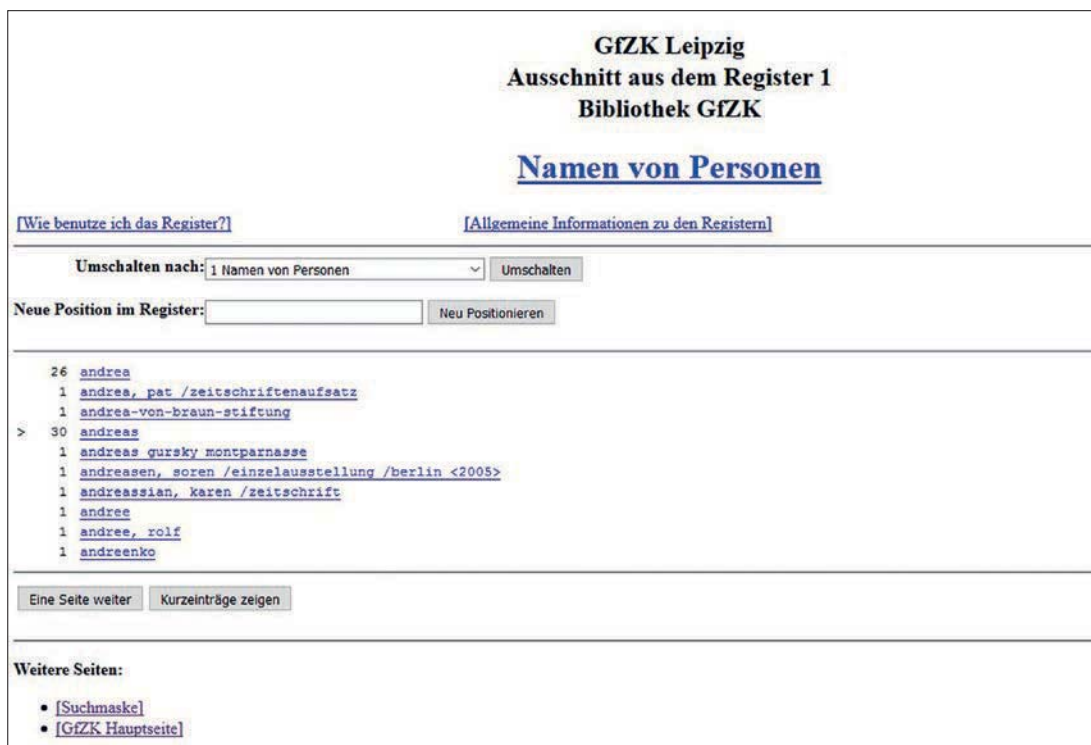 GfZK Leipzig
Ausschnitt aus dem Register 1
Bibliothek GfZK
Namen von Personen
[Wie benutze ich das Register?] [Allgemeine Informationen zu den Registern]
Umschalten nach: 1 Namen von Personen Umschalten
Neue Position im Register: Neu Positionieren
26 andrea
1 andrea, pat /zeitschriftenaufsatz
1 andrea-von-braun-stiftung
> 30 andreas
1 andreas gursky montparnasse
1 andreasen, soren /einzelausstellung /berlin <2005>
1 andreassian, karen /zeitschrift
1 andree
1 andree, rolf
1 andreenko
Eine Seite weiter Kurzeinträge zeigen
Weitere Seiten:
• [Suchmaske]
• [GfZK Hauptseite]